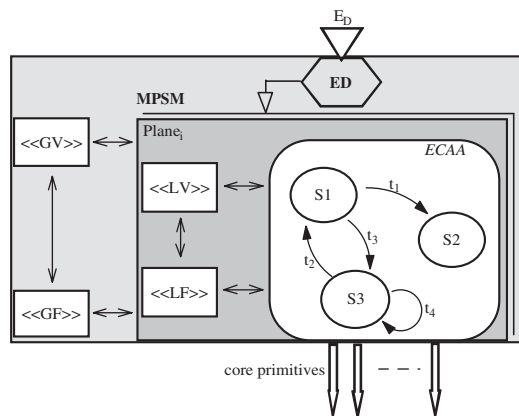 E_D
ED
MPSM
Plane_i
<<GV>>
ECAA
<<LV>>
S1
t_1
S2
t_3
t_2
<<LF>>
S3
t_4
<<GF>>
core primitives